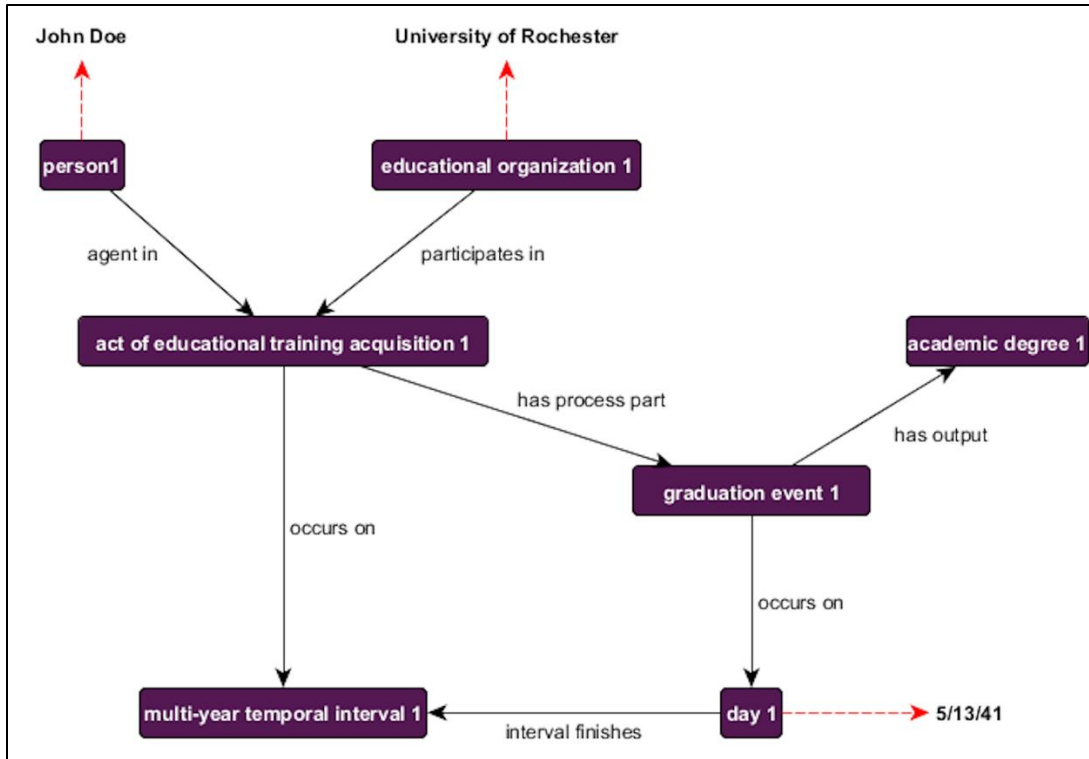 John Doe
University of Rochester
person1
educational organization 1
agent in
participates in
act of educational training acquisition 1
academic degree 1
has process part
has output
graduation event 1
occurs on
occurs on
multi-year temporal interval 1
interval finishes
day 1
5/13/41